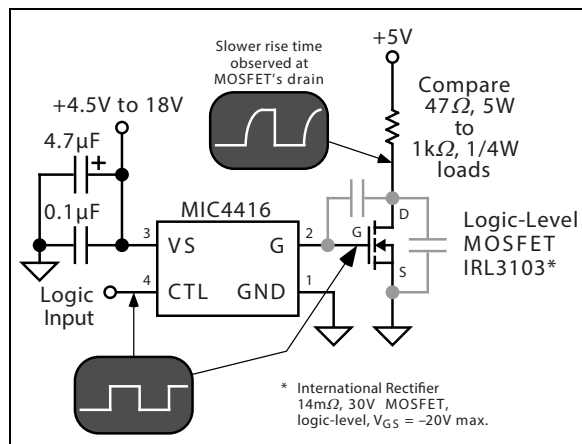 Slower rise time
observed at
MOSFET's drain
+5V
+4.5V to 18V
4.7µF
+
0.1µF
Compare
47Ω, 5W
to
1kΩ, 1/4W
loads
MIC4416
3
VS
G
2
4
CTL
GND
1
Logic
Input
D
G
S
Logic-Level
MOSFET
IRL3103*
* International Rectifier
14mΩ, 30V MOSFET,
logic-level, VGS = –20V max.